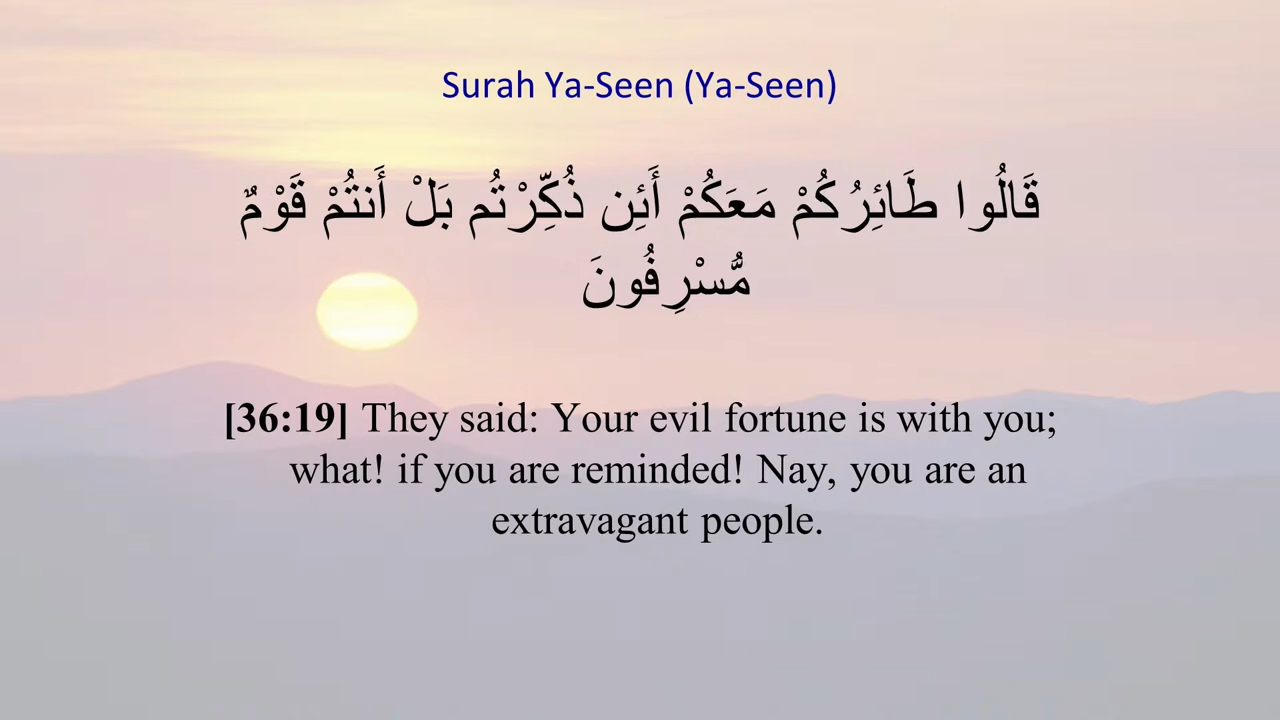 Surah Ya-Seen (Ya-Seen)
قَالُوا طَائِرُكُمْ مَعَكُمْ أَئِن ذُكِّرْتُم بَلْ أَنتُمْ قَوْمٌ
مُّسْرِفُونَ
[36:19] They said: Your evil fortune is with you;
what! if you are reminded! Nay, you are an
extravagant people.